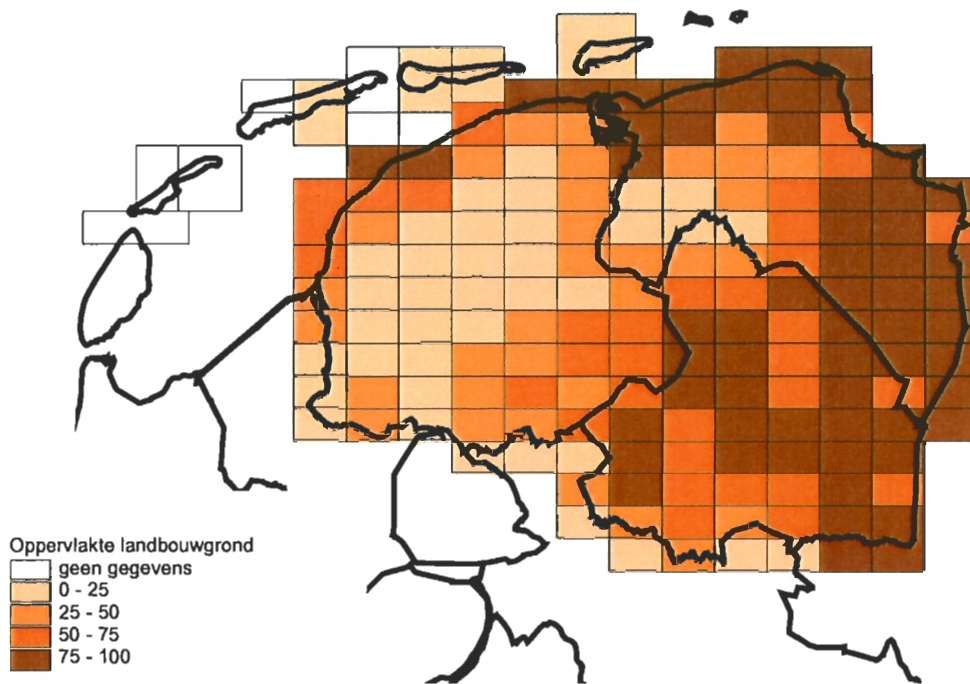 Oppervlakte landbouwgrond
geen gegevens
0 - 25
25 - 50
50 - 75
75 - 100